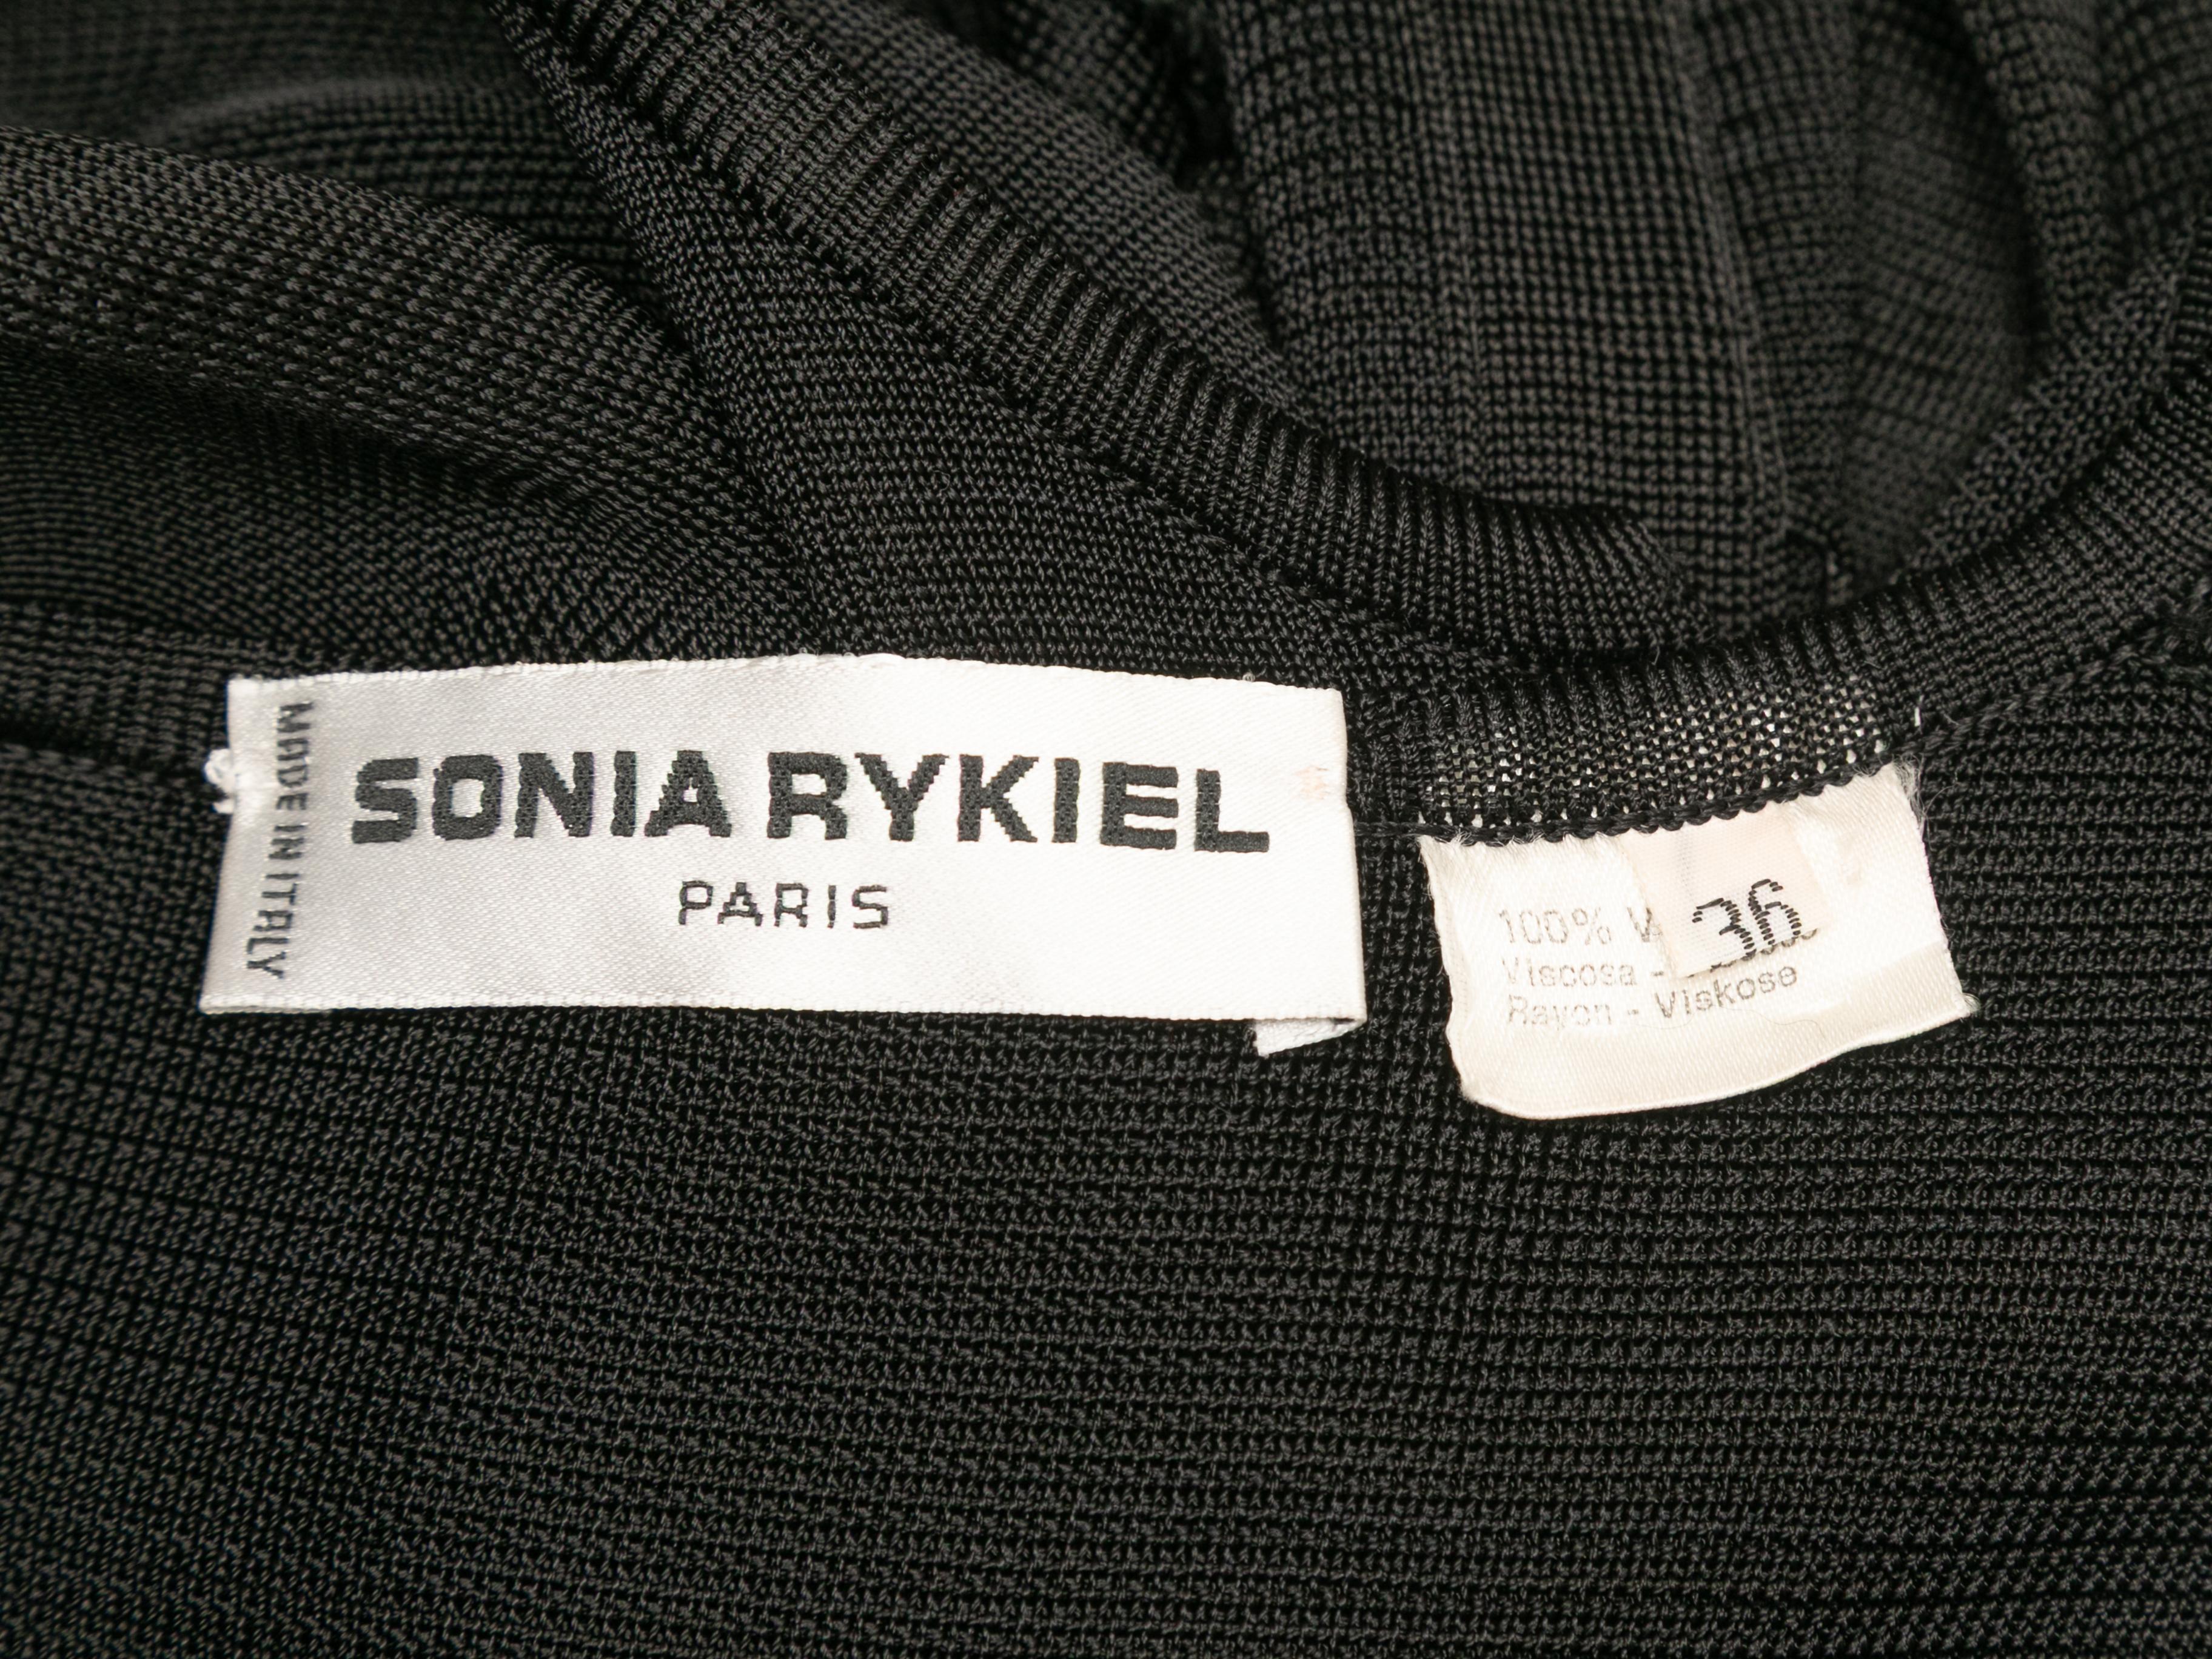 MADE IN ITALY
SONIA RYKIEL
PARIS
36
100%
Viscosa -
Rayon - Viskose